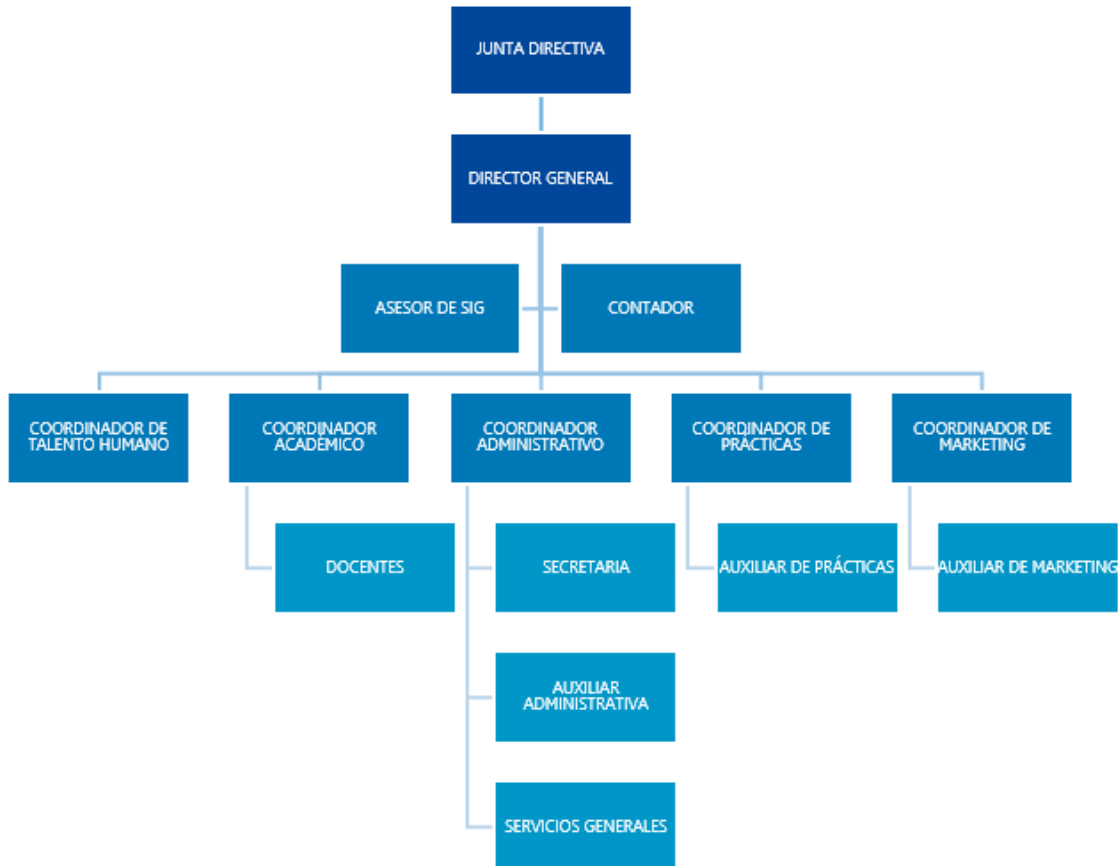 JUNTA DIRECTIVA
DIRECTOR GENERAL
ASESOR DE SIG
CONTADOR
COORDINADOR DE
TALENTO HUMANO
COORDINADOR
ACADÉMICO
COORDINADOR
ADMINISTRATIVO
COORDINADOR DE
PRÁCTICAS
COORDINADOR DE
MARKETING
DOCENTES
SECRETARIA
AUXILIAR DE PRÁCTICAS
AUXILIAR DE MARKETING
AUXILIAR
ADMINISTRATIVA
SERVICIOS GENERALES